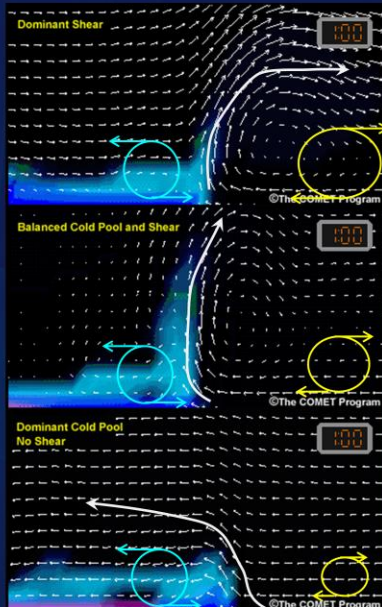 Dominant Shear
1:00
©The COMET Program
Balanced Cold Pool and Shear
1:00
©The COMET Program
Dominant Cold Pool
No Shear
1:00
©The COMET Program